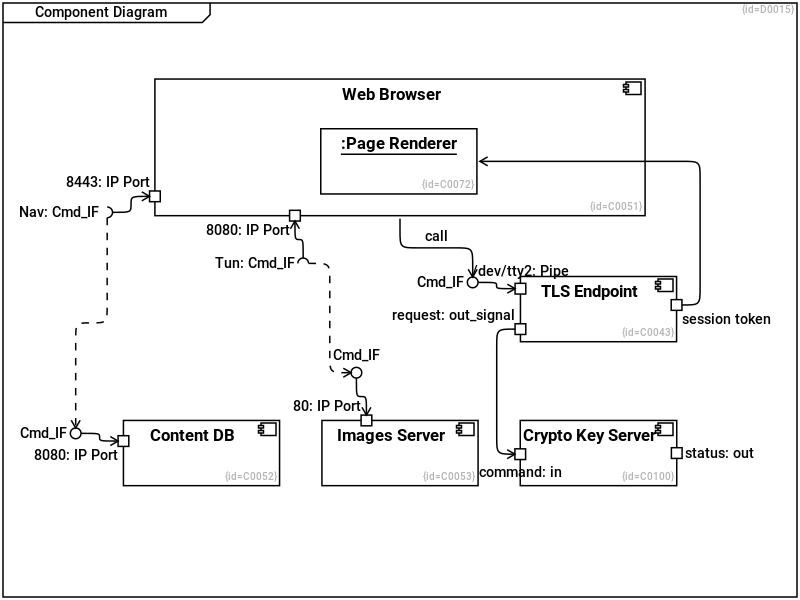 Component Diagram
{id=D0015}
Web Browser
:Page Renderer
{id=C0072}
8443: IP Port
{id=C0051}
Nav: Cmd_IF
8080: IP Port
call
Tun: Cmd_IF
/dev/tty2: Pipe
Cmd_IF
TLS Endpoint
request: out_signal
session token
{id=C0043}
Cmd_IF
80: IP Port
Cmd_IF
Content DB
Images Server
Crypto Key Server
8080: IP Port
status: out
command: in
{id=C0052}
{id=C0053}
{id=C0100}